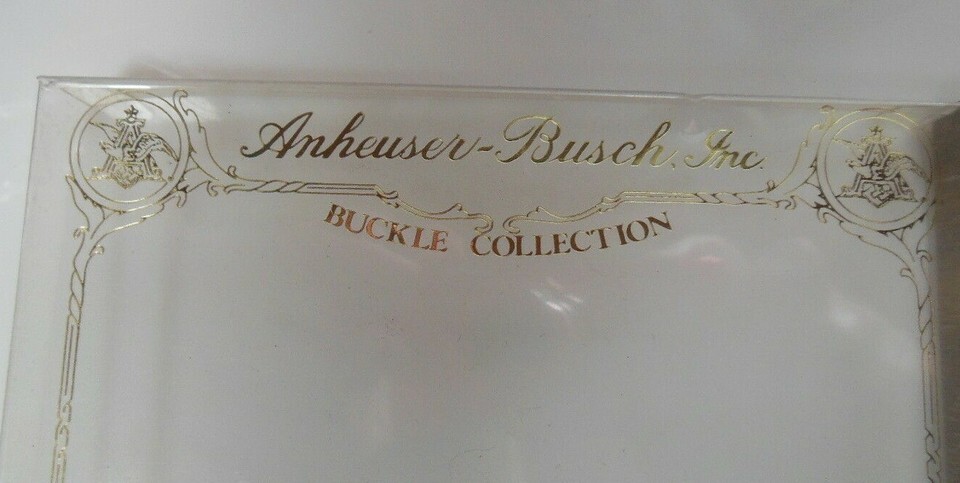 Anheuser-Busch, Inc.
BUCKLE COLLECTION